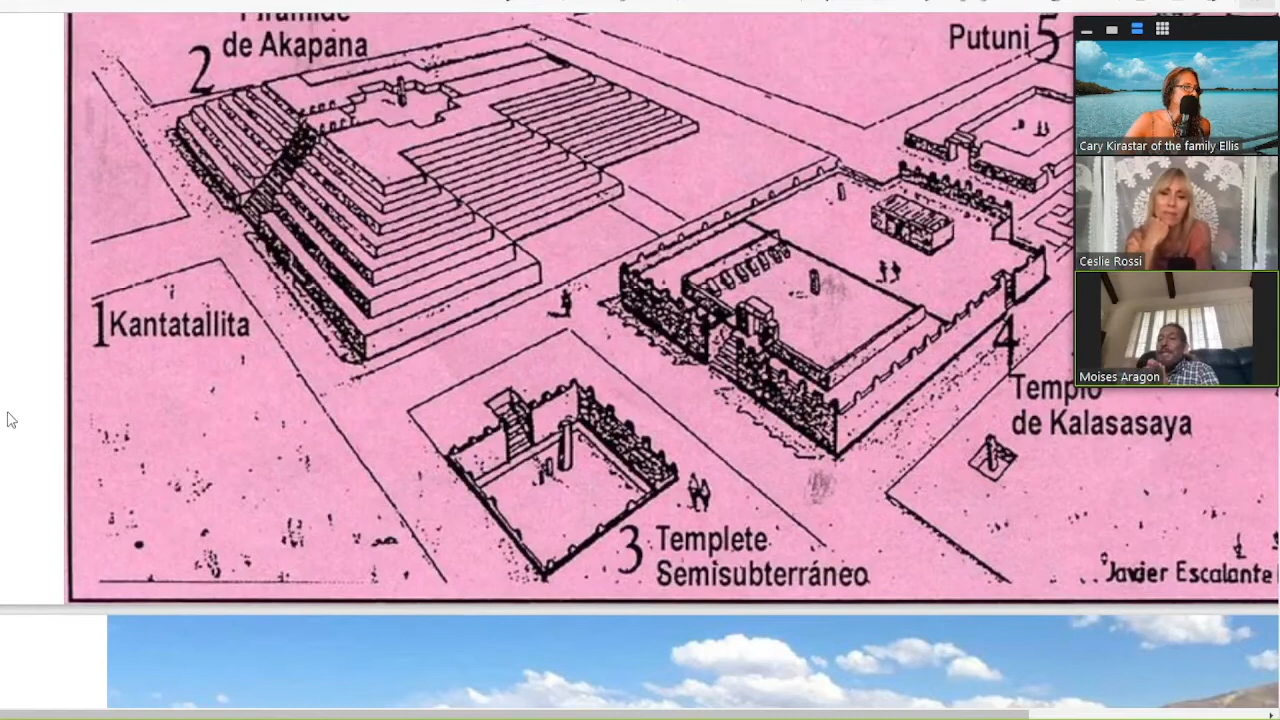 Pirámide
de Akapana
2
Putuni 5
1 Kantatallita
4
Templo
de Kalasasaya
3 Templete
Semisubterráneo
Javier Escalante
Cary Kirastar of the family Ellis
Ceslie Rossi
Moises Aragon